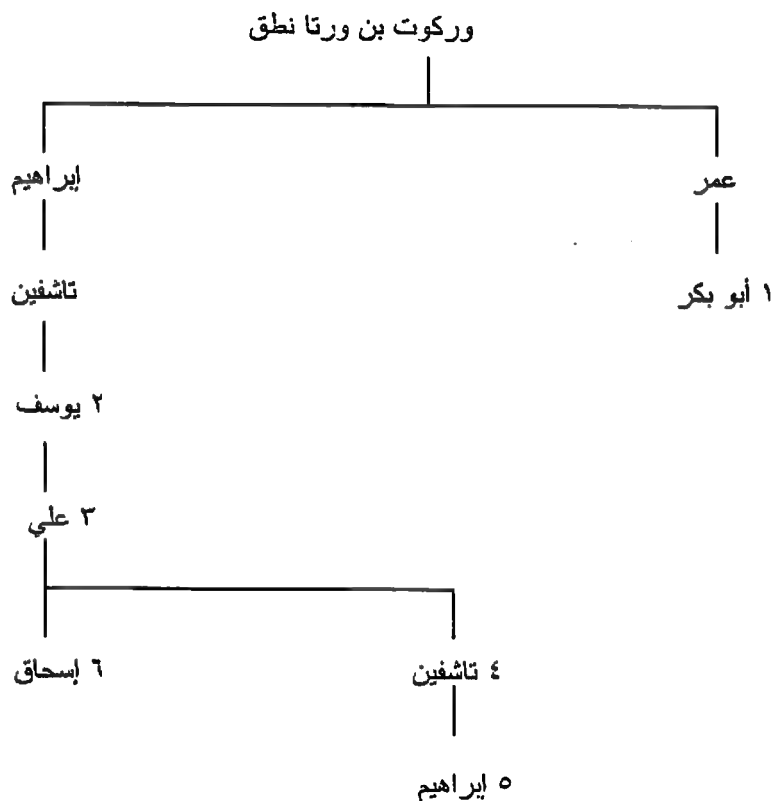 وركوت بن ورتا نطق
عمر
إبراهيم
١ أبو بكر
تاشفين
٢ يوسف
٣ علي
٤ تاشفين
٦ إسحاق
٥ إبراهيم